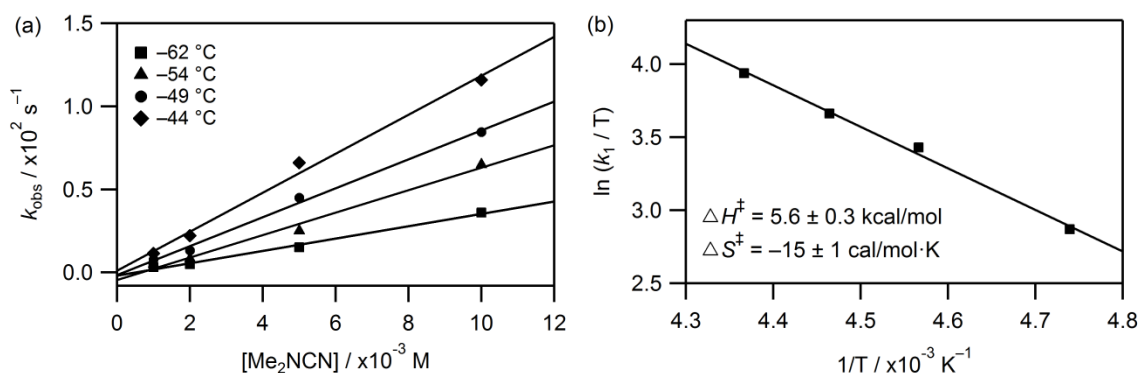 (a)
1.5
1.0
0.5
0.0
k_obs / x10² s⁻¹
–62 °C
–54 °C
–49 °C
–44 °C
0 2 4 6 8 10 12
[Me₂NCN] / x10⁻³ M
(b)
4.0
3.5
3.0
2.5
ln (k₁ / T)
△H‡ = 5.6 ± 0.3 kcal/mol
△S‡ = –15 ± 1 cal/mol·K
4.3 4.4 4.5 4.6 4.7 4.8
1/T / x10⁻³ K⁻¹